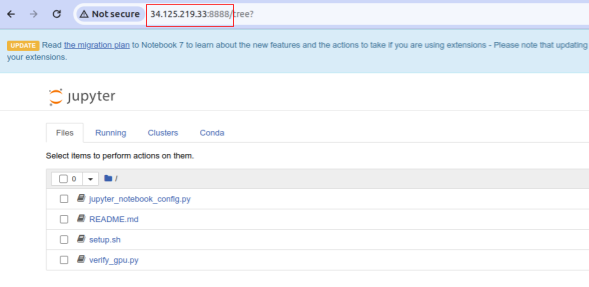 Not secure 34.125.219.33:8888/tree?
UPDATE Read the migration plan to Notebook 7 to learn about the new features and the actions to take if you are using extensions - Please note that updating
your extensions.
jupyter
Files Running Clusters Conda
Select items to perform actions on them.
0 /
jupyter_notebook_config.py
README.md
setup.sh
verify_gpu.py